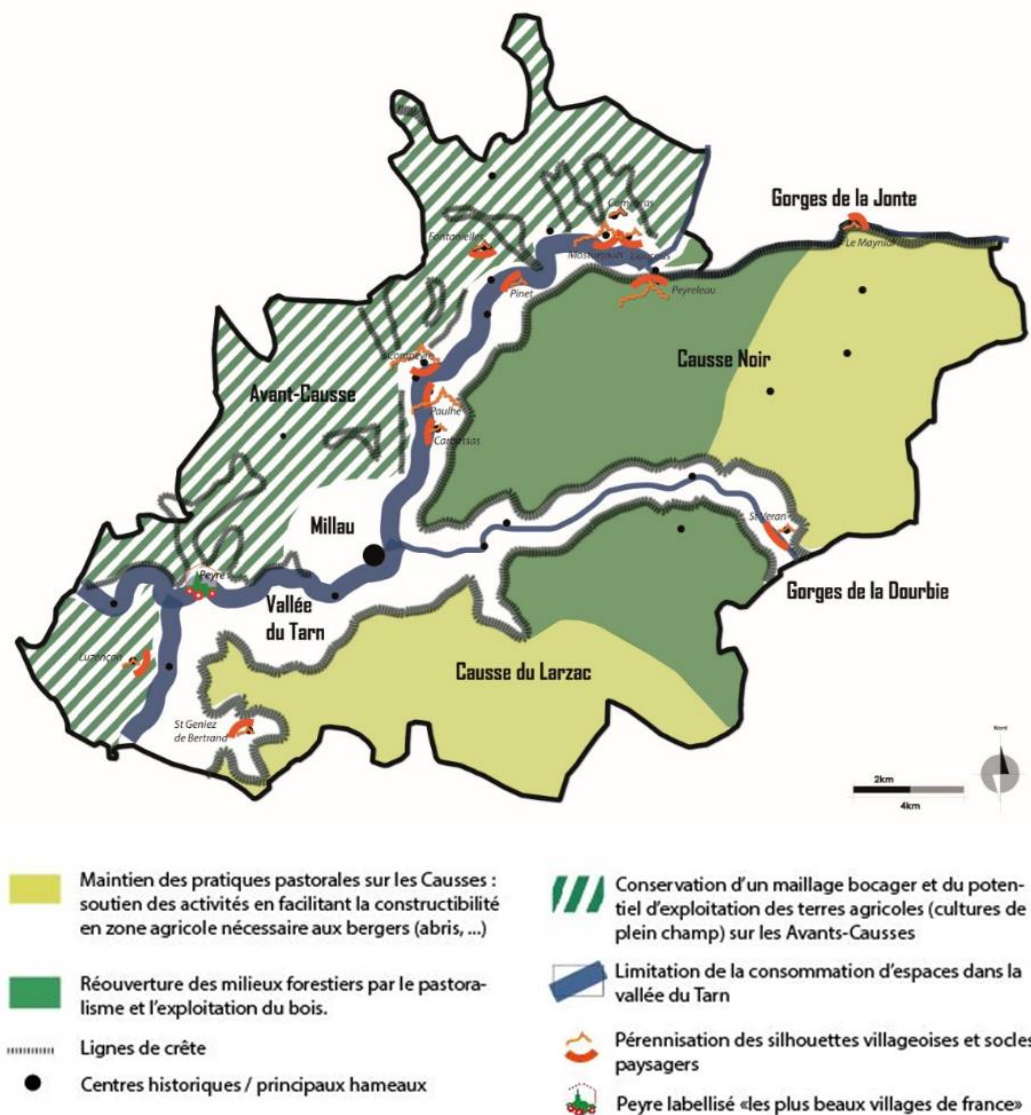 Gorges de la Jonte
Comprras
Le Maynial
Fontanielles
Mostuejouls
Liaucous
Pinet
Peyreleau
Causse Noir
Compeyre
Avant-Causse
Paulhe
Carbassas
Millau
St Veran
Peyre
Gorges de la Dourbie
Vallée
du Tarn
Luzençon
Causse du Larzac
St Geniez
de Bertrand
Nord
2km
4km
Maintien des pratiques pastorales sur les Causses :
soutien des activités en facilitant la constructibilité
en zone agricole nécessaire aux bergers (abris, ...)
Réouverture des milieux forestiers par le pastora-
lisme et l'exploitation du bois.
Lignes de crête
Centres historiques / principaux hameaux
Conservation d'un maillage bocager et du poten-
tiel d'exploitation des terres agricoles (cultures de
plein champ) sur les Avants-Causses
Limitation de la consommation d'espaces dans la
vallée du Tarn
Pérennisation des silhouettes villageoises et socles
paysagers
Peyre labellisé «les plus beaux villages de france»